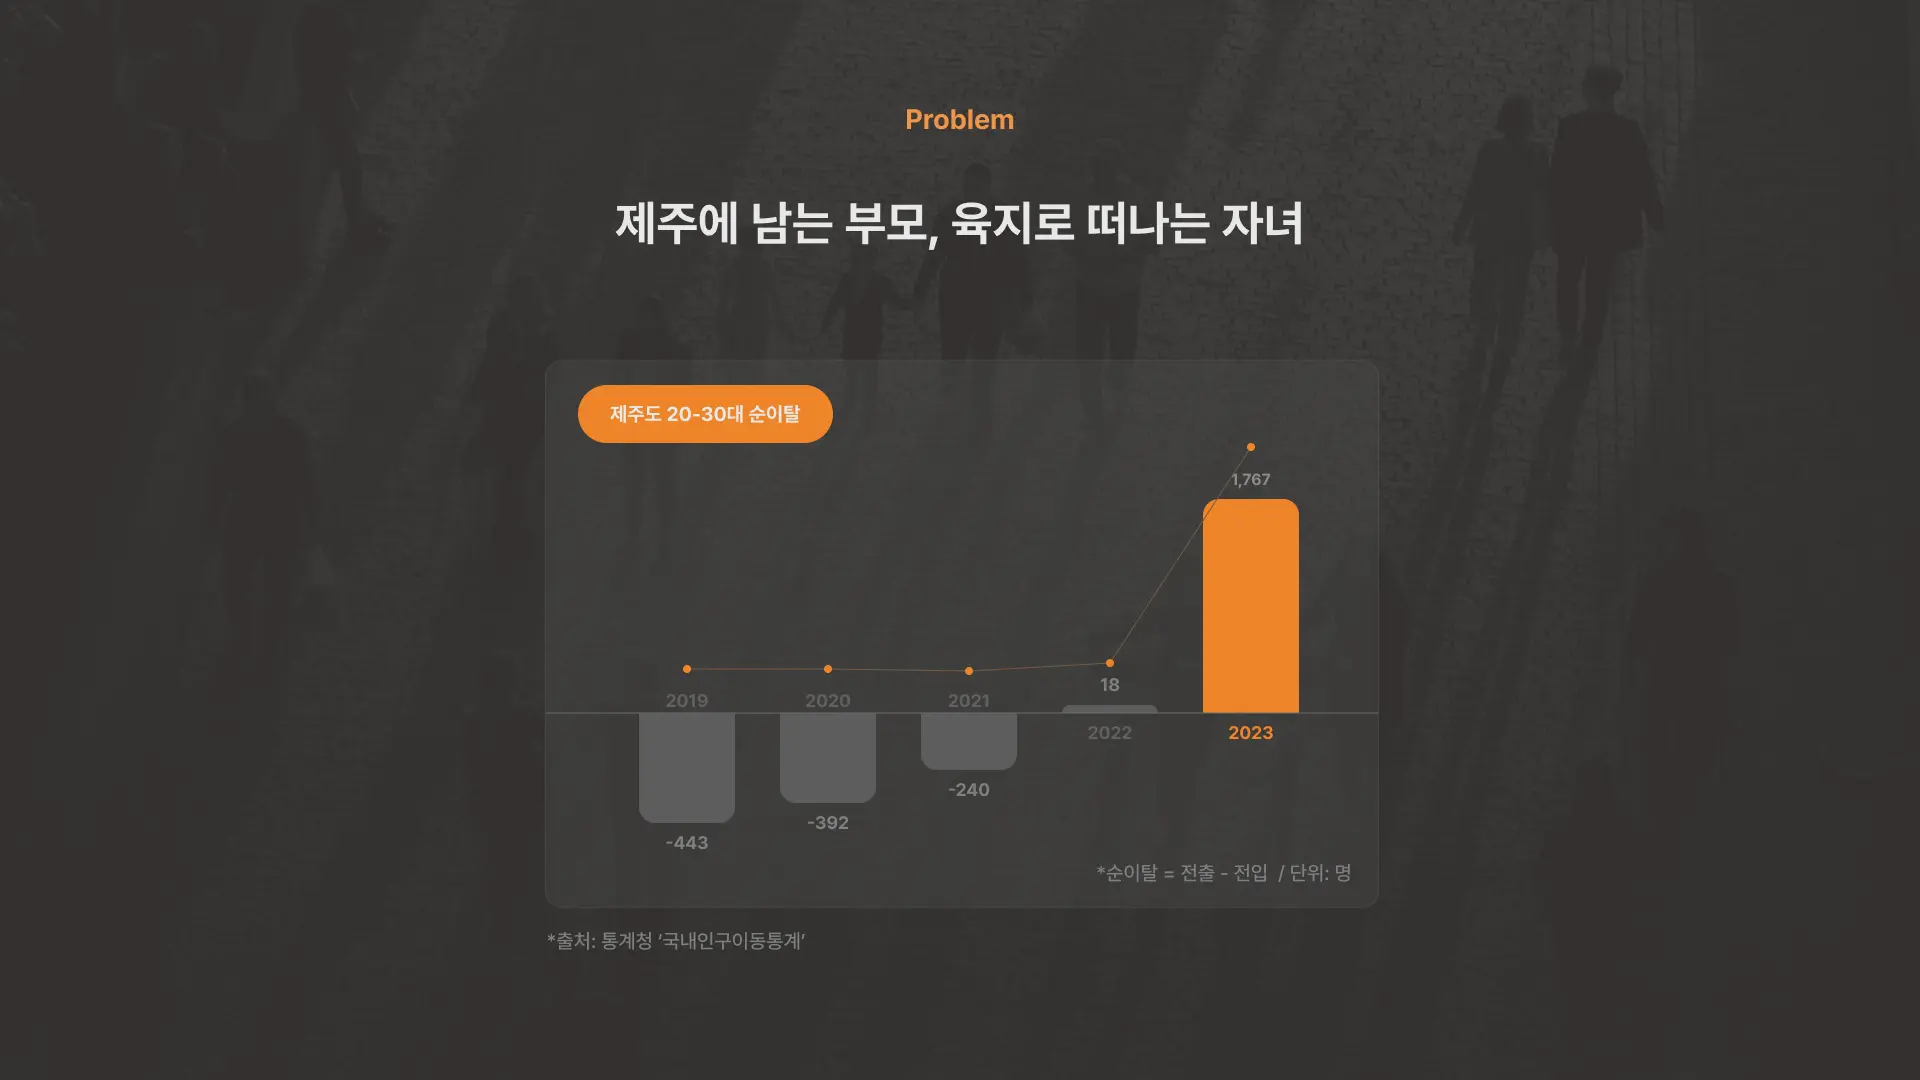 Problem
제주에 남는 부모, 육지로 떠나는 자녀
제주도 20-30대 순이탈
1,767
18
2019
2020
2021
2022
2023
-240
-392
-443
*순이탈 = 전출 - 전입 / 단위: 명
*출처: 통계청 ‘국내인구이동통계’